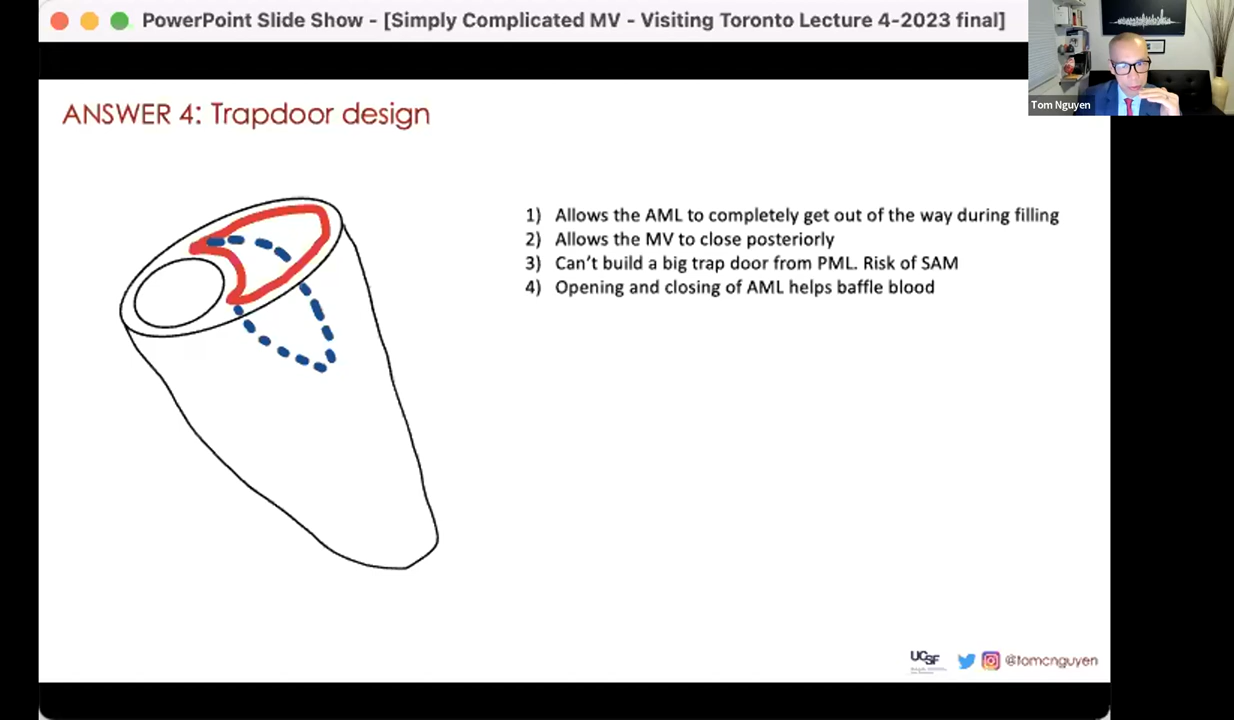 PowerPoint Slide Show - [Simply Complicated MV - Visiting Toronto Lecture 4-2023 final]
Tom Nguyen
ANSWER 4: Trapdoor design
1) Allows the AML to completely get out of the way during filling
2) Allows the MV to close posteriorly
3) Can't build a big trap door from PML. Risk of SAM
4) Opening and closing of AML helps baffle blood
UCSF
@tomcnguyen